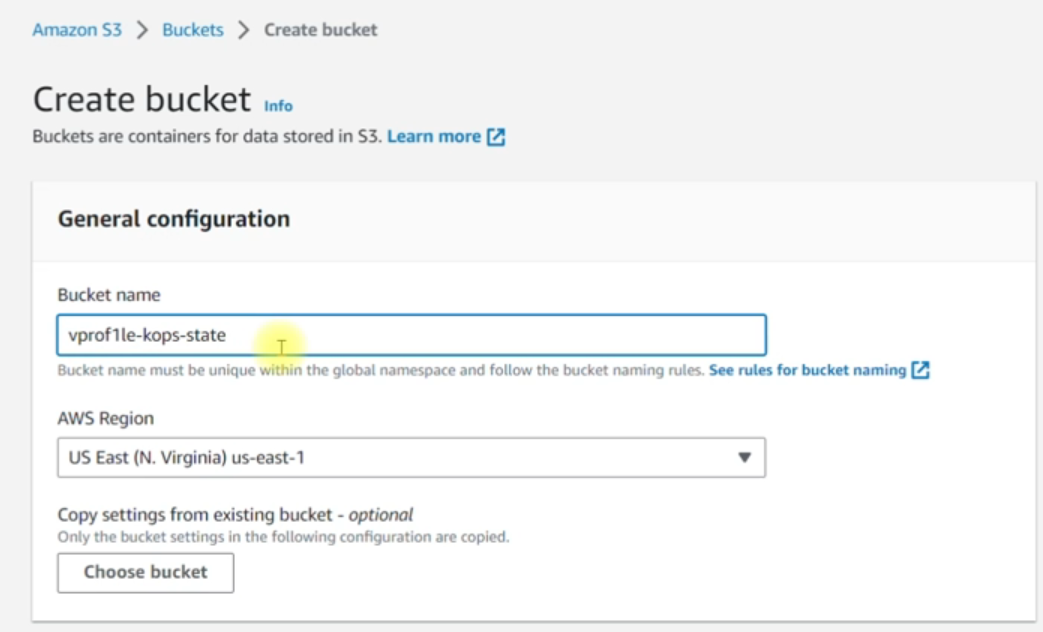 Amazon S3 > Buckets > Create bucket
Create bucket Info
Buckets are containers for data stored in S3. Learn more
General configuration
Bucket name
vprof1le-kops-state
Bucket name must be unique within the global namespace and follow the bucket naming rules. See rules for bucket naming
AWS Region
US East (N. Virginia) us-east-1
Copy settings from existing bucket - optional
Only the bucket settings in the following configuration are copied.
Choose bucket